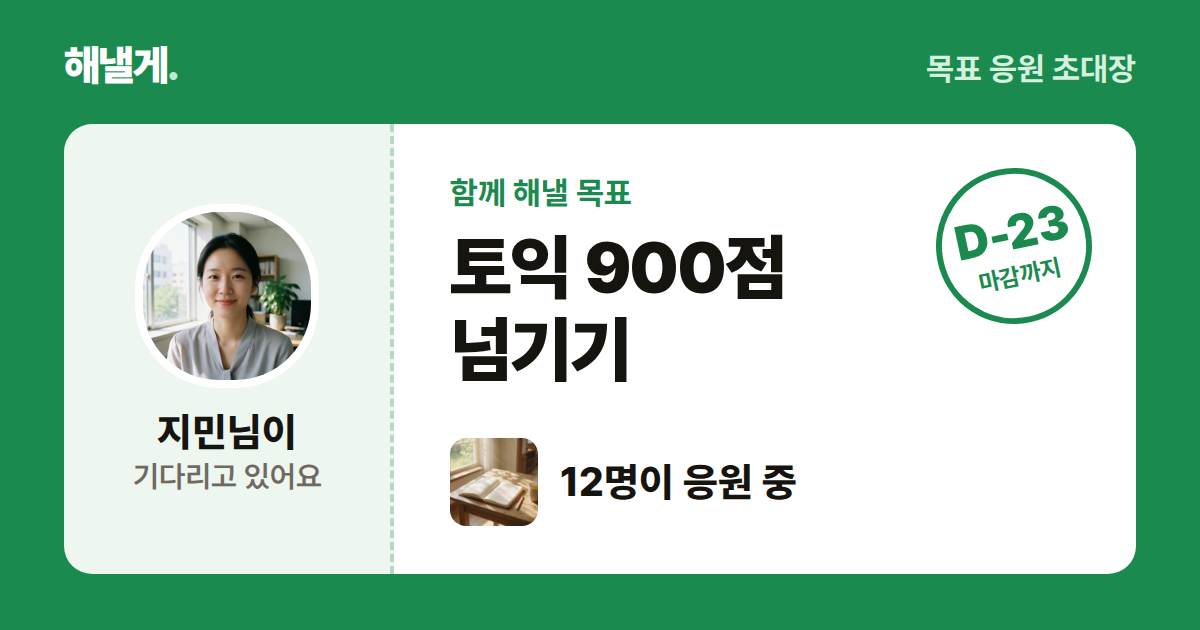 해낼게.
목표 응원 초대장
지민님이
기다리고 있어요
함께 해낼 목표
토익 900점
넘기기
12명이 응원 중
D-23
마감까지